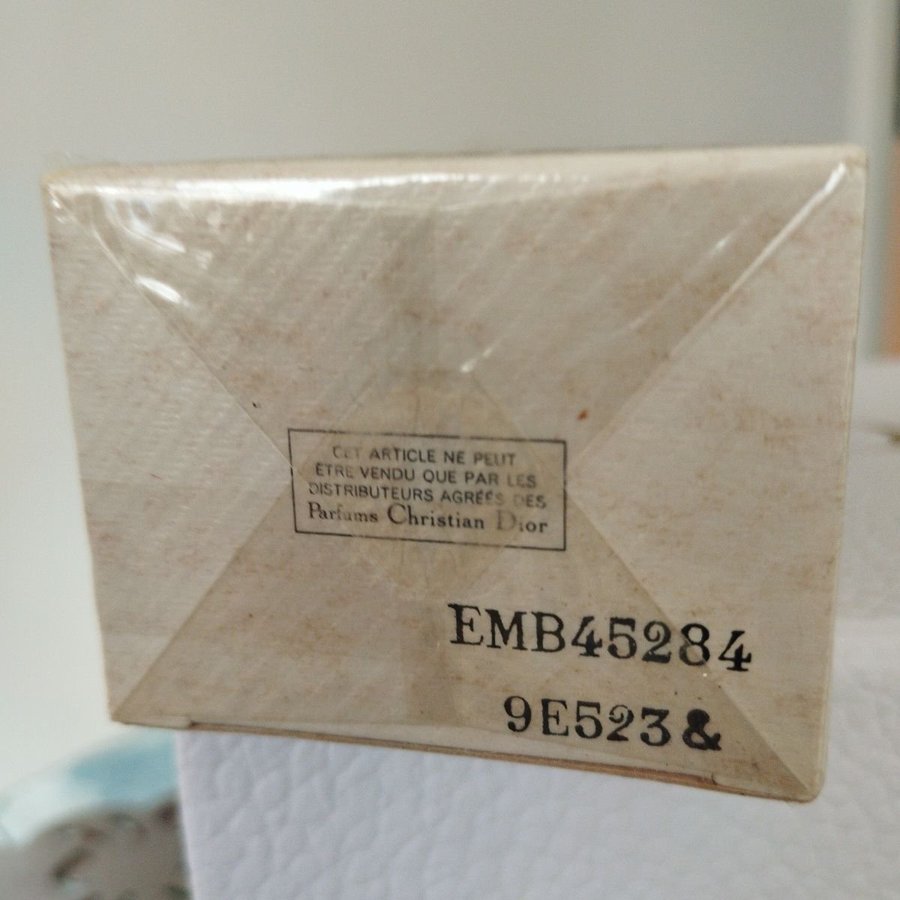 CET ARTICLE NE PEUT
ÊTRE VENDU QUE PAR LES
DISTRIBUTEURS AGRÉÉS DES
Parfums Christian Dior
EMB45284
9E523&